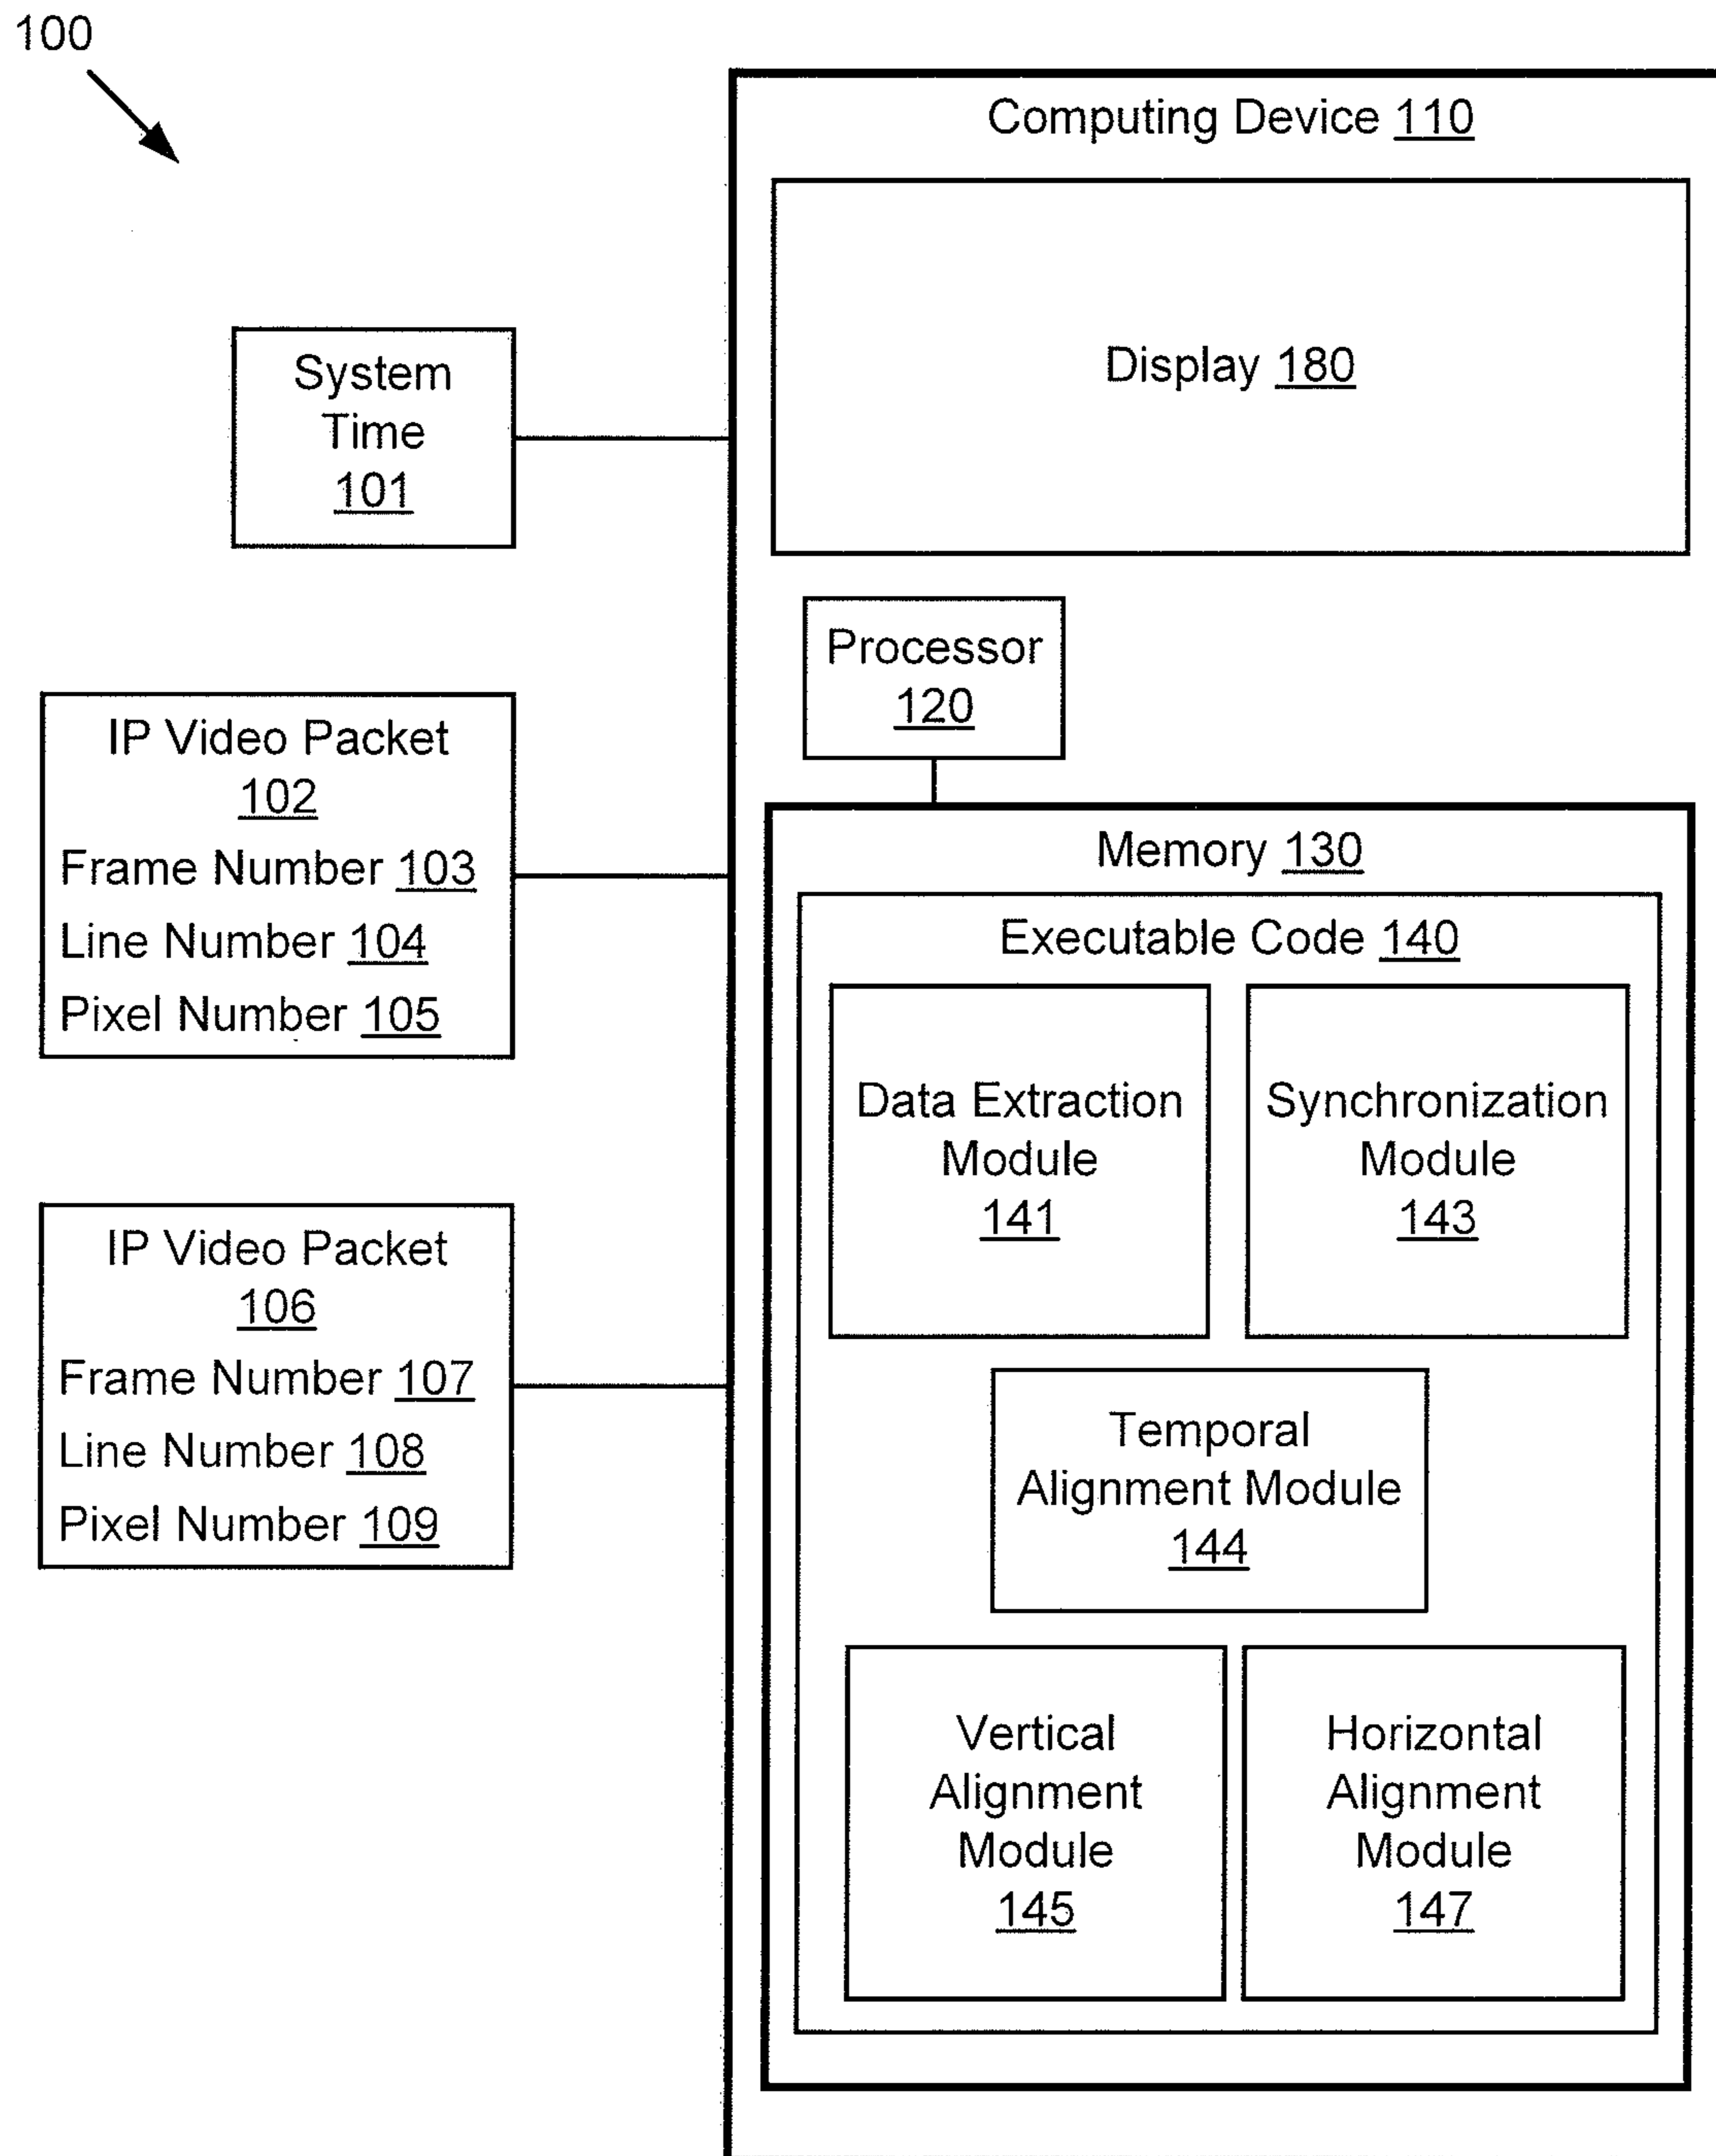 100
Computing Device 110
Display 180
System
Time
101
Processor
120
IP Video Packet
102
Frame Number 103
Line Number 104
Pixel Number 105
Memory 130
Executable Code 140
Data Extraction
Module
141
Synchronization
Module
143
IP Video Packet
106
Frame Number 107
Line Number 108
Pixel Number 109
Temporal
Alignment Module
144
Vertical
Alignment
Module
145
Horizontal
Alignment
Module
147